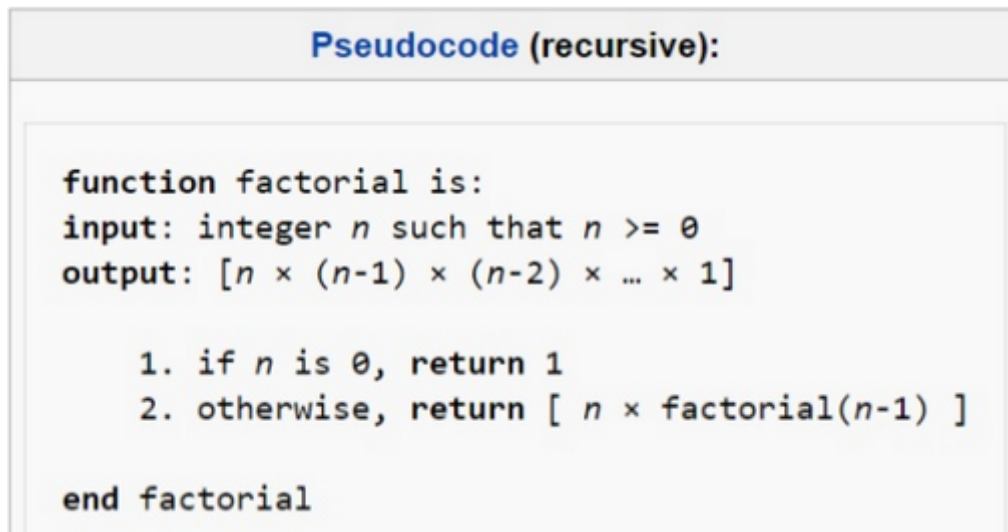 Pseudocode (recursive):
function factorial is:
input: integer n such that n >= 0
output: [n × (n-1) × (n-2) × … × 1]
1. if n is 0, return 1
2. otherwise, return [ n × factorial(n-1) ]
end factorial